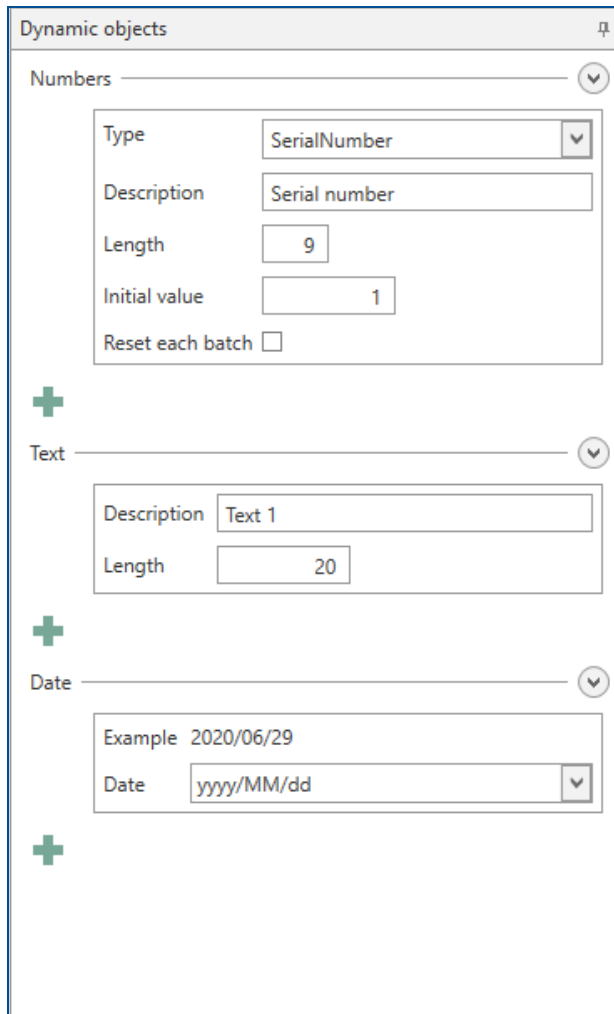 Dynamic objects
Numbers
Type SerialNumber
Description Serial number
Length 9
Initial value 1
Reset each batch
Text
Description Text 1
Length 20
Date
Example 2020/06/29
Date yyyy/MM/dd